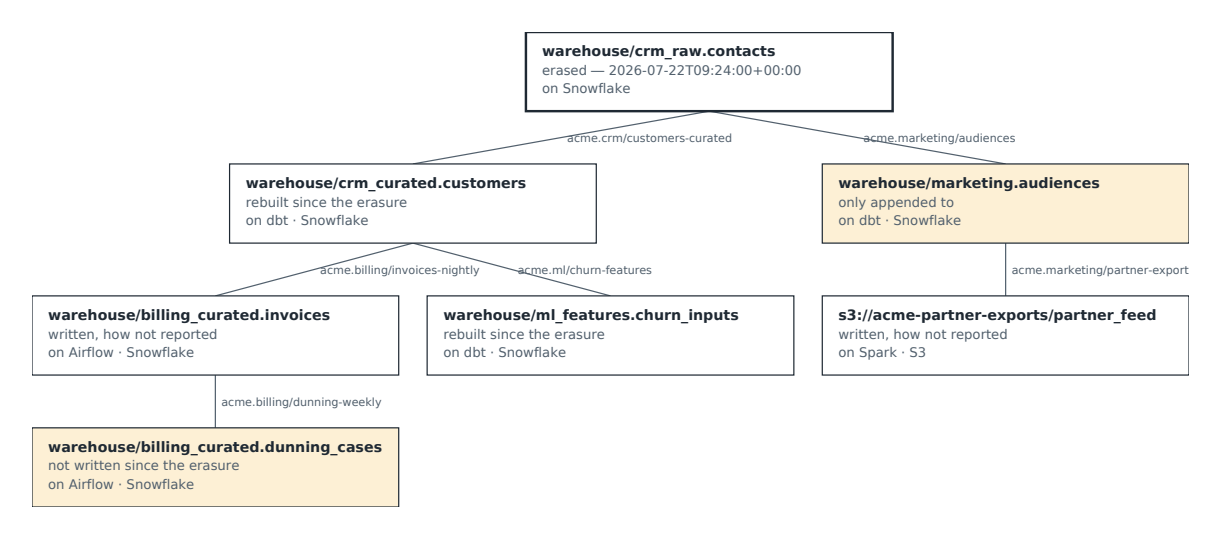 warehouse/crm_raw.contacts
erased — 2026-07-22T09:24:00+00:00
on Snowflake
acme.crm/customers-curated
acme.marketing/audiences
warehouse/crm_curated.customers
rebuilt since the erasure
on dbt · Snowflake
warehouse/marketing.audiences
only appended to
on dbt · Snowflake
acme.billing/invoices-nightly
acme.ml/churn-features
acme.marketing/partner-export
warehouse/billing_curated.invoices
written, how not reported
on Airflow · Snowflake
warehouse/ml_features.churn_inputs
rebuilt since the erasure
on dbt · Snowflake
s3://acme-partner-exports/partner_feed
written, how not reported
on Spark · S3
acme.billing/dunning-weekly
warehouse/billing_curated.dunning_cases
not written since the erasure
on Airflow · Snowflake